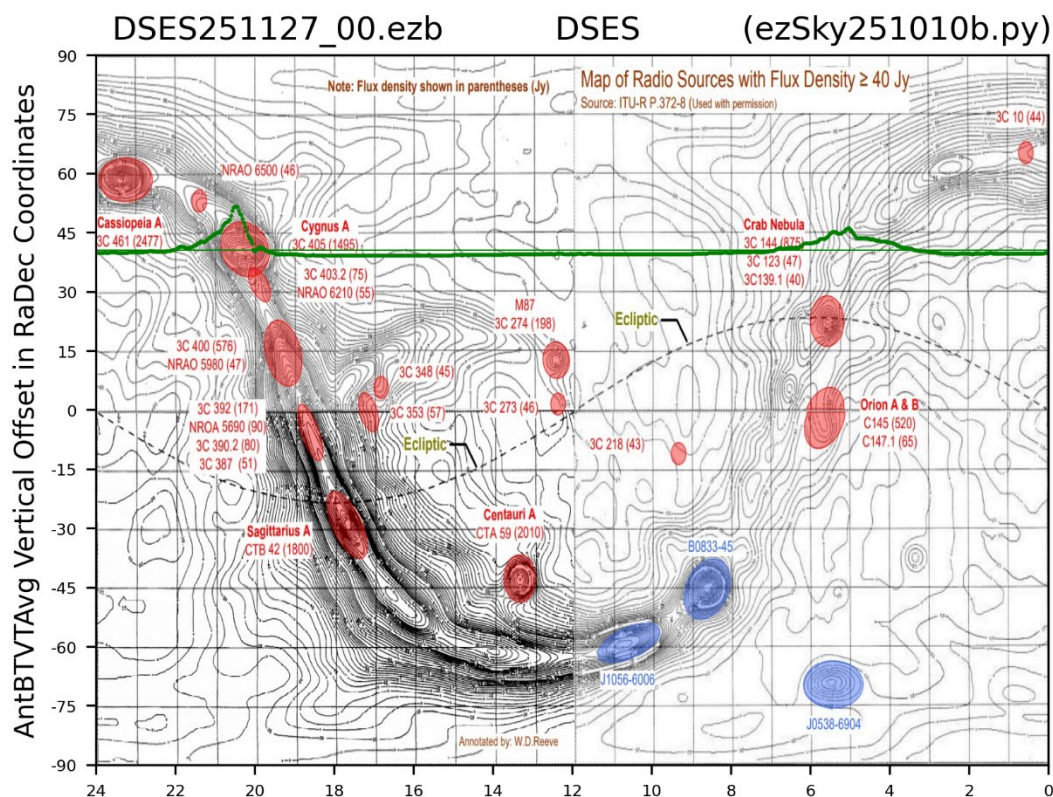 DSES251127_00.ezb DSES (ezSky251010b.py)
AntBTVTAvg Vertical Offset in RaDec Coordinates
90
75
60
45
30
15
0
-15
-30
-45
-60
-75
-90
Note: Flux density shown in parentheses (Jy)
Map of Radio Sources with Flux Density ≥ 40 Jy
Source: ITU-R P.372-8 (Used with permission)
3C 10 (44)
NRAO 6500 (46)
Cassiopeia A
3C 461 (2477)
Cygnus A
3C 405 (1495)
3C 403.2 (75)
NRAO 6210 (55)
Crab Nebula
3C 144 (875)
3C 123 (47)
3C139.1 (40)
M87
3C 274 (198)
Ecliptic
3C 400 (576)
NRAO 5980 (47)
3C 348 (45)
3C 392 (171)
NROA 5690 (90)
3C 390.2 (80)
3C 387 (51)
3C 353 (57)
3C 273 (46)
Ecliptic
3C 218 (43)
Orion A & B
C145 (520)
C147.1 (65)
Sagittarius A
CTB 42 (1800)
Centauri A
CTA 59 (2010)
B0833-45
J1056-6006
J0538-6904
Annotated by: W.D.Reeve
24 22 20 18 16 14 12 10 8 6 4 2 0